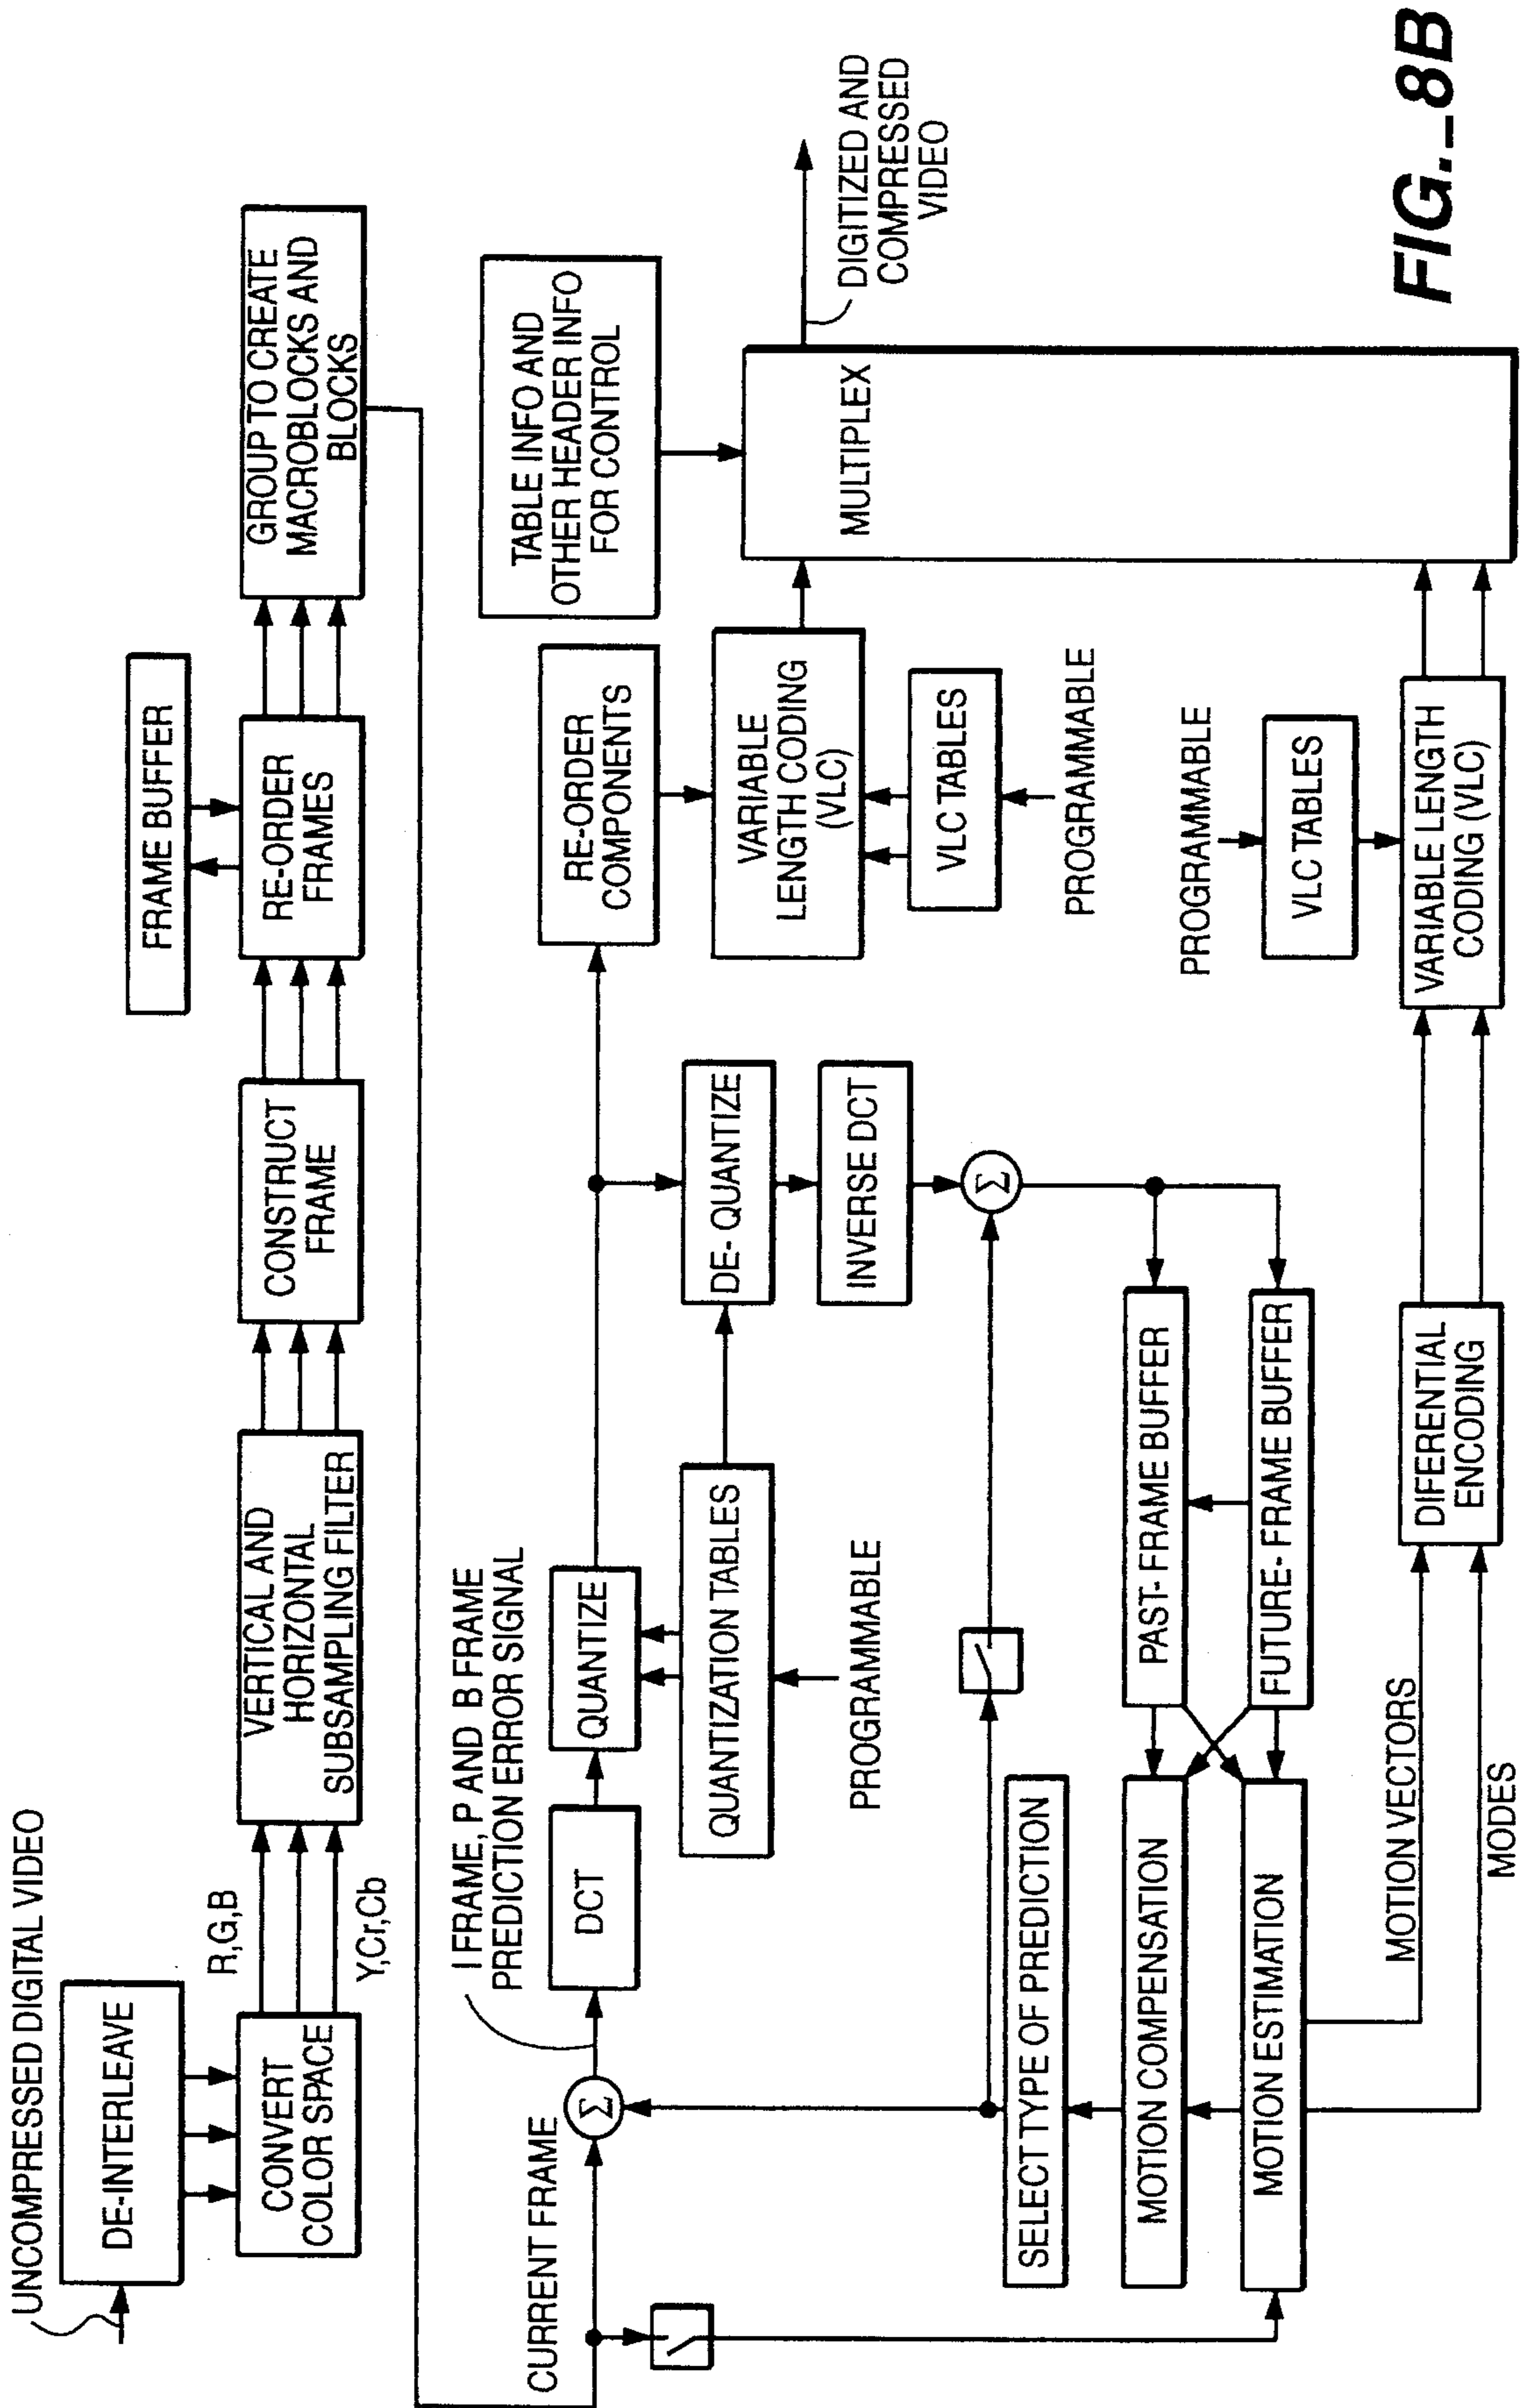 UNCOMPRESSED DIGITAL VIDEO
DE-INTERLEAVE
CONVERT
COLOR SPACE
R,G,B
Y,Cr,Cb
VERTICAL AND
HORIZONTAL
SUBSAMPLING FILTER
CONSTRUCT
FRAME
FRAME BUFFER
RE-ORDER
FRAMES
GROUP TO CREATE
MACROBLOCKS AND
BLOCKS
CURRENT FRAME
Σ
I FRAME, P AND B FRAME
PREDICTION ERROR SIGNAL
DCT
QUANTIZE
QUANTIZATION TABLES
PROGRAMMABLE
DE- QUANTIZE
INVERSE DCT
Σ
RE-ORDER
COMPONENTS
VARIABLE
LENGTH CODING
(VLC)
VLC TABLES
PROGRAMMABLE
TABLE INFO AND
OTHER HEADER INFO
FOR CONTROL
MULTIPLEX
DIGITIZED AND
COMPRESSED
VIDEO
SELECT TYPE OF PREDICTION
MOTION COMPENSATION
MOTION ESTIMATION
PAST- FRAME BUFFER
FUTURE- FRAME BUFFER
MOTION VECTORS
MODES
DIFFERENTIAL
ENCODING
PROGRAMMABLE
VLC TABLES
VARIABLE LENGTH
CODING (VLC)
FIG._8B